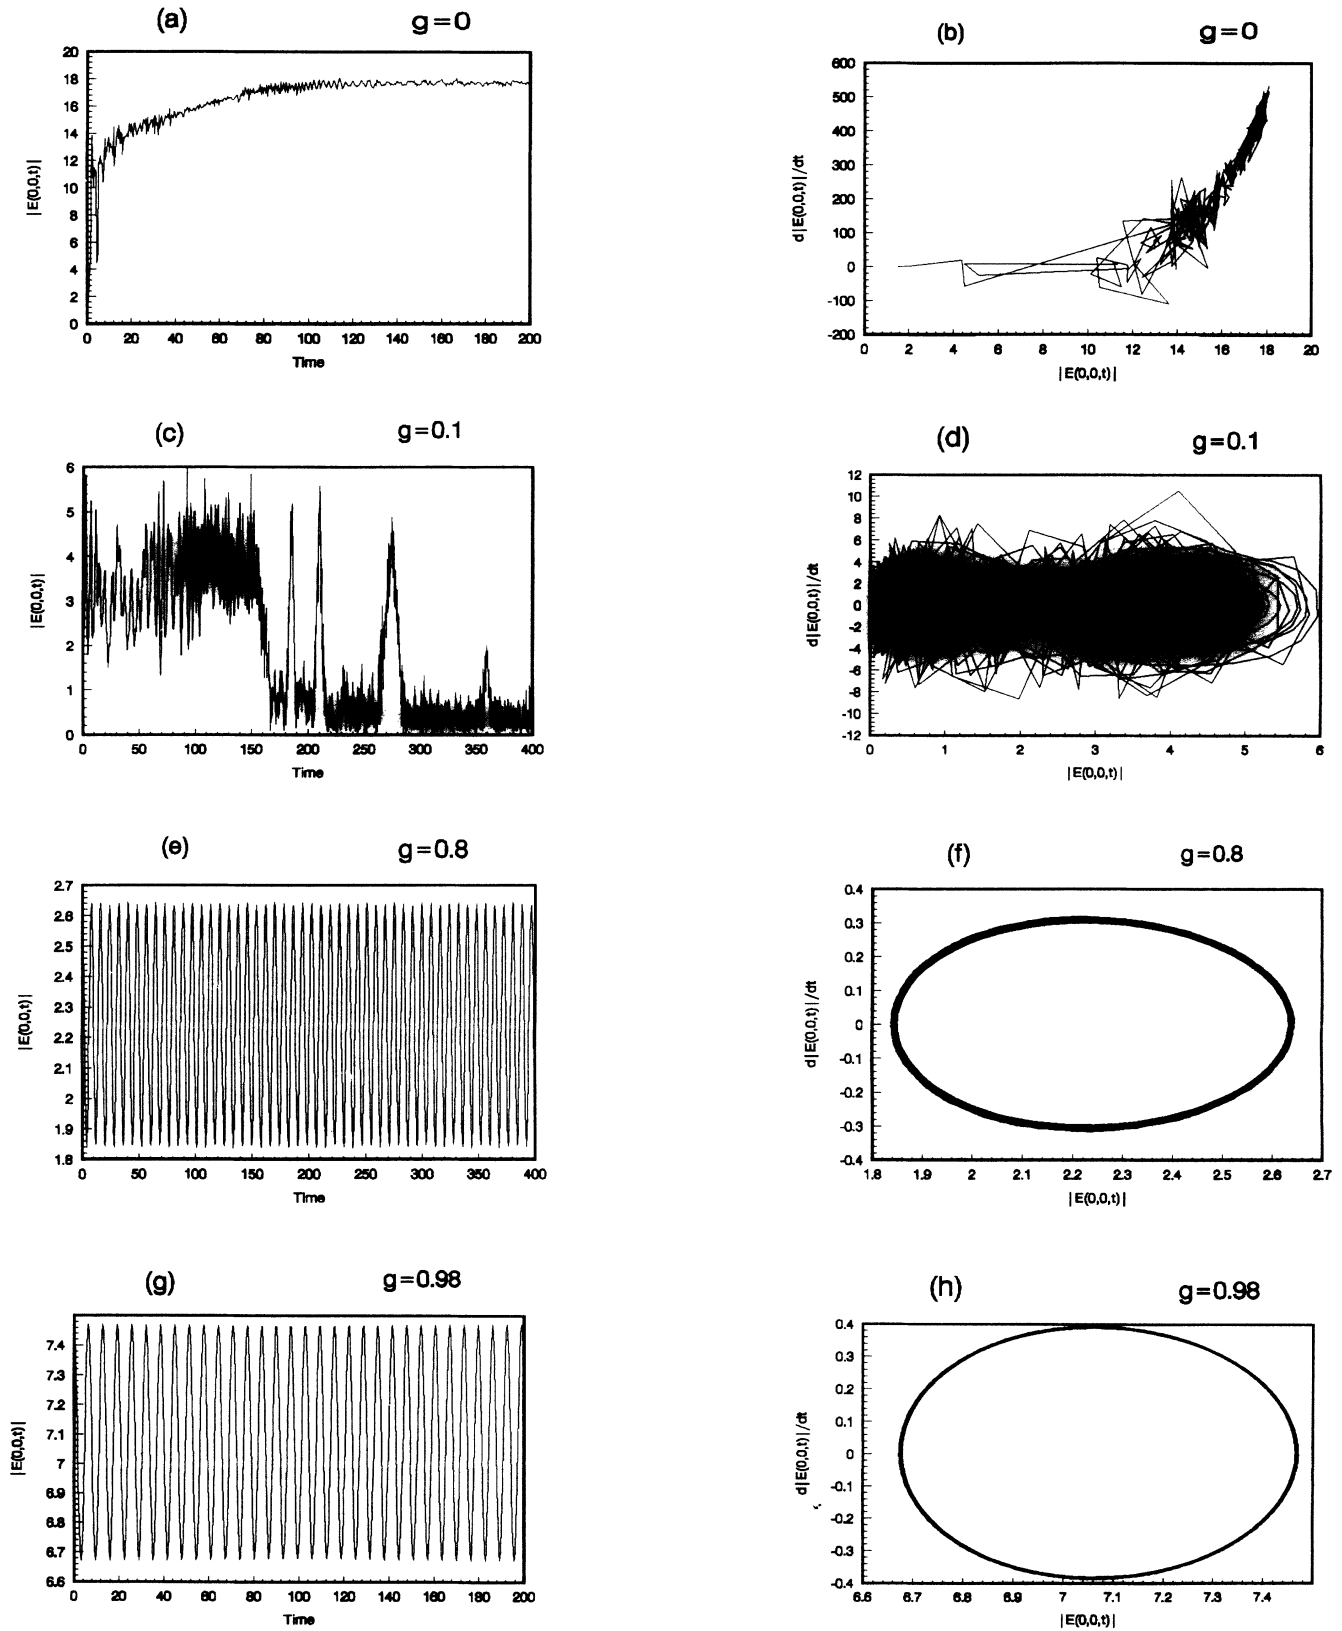 (a) g=0
20
18
16
14
12
10
8
6
4
2
0
|E(0,0,t)|
0 20 40 60 80 100 120 140 160 180 200
Time
(b) g=0
600
500
400
300
200
100
0
-100
-200
d|E(0,0,t)|/dt
0 2 4 6 8 10 12 14 16 18 20
|E(0,0,t)|
(c) g=0.1
6
5
4
3
2
1
0
|E(0,0,t)|
0 50 100 150 200 250 300 350 400
Time
(d) g=0.1
12
10
8
6
4
2
0
-2
-4
-6
-8
-10
-12
d|E(0,0,t)|/dt
0 1 2 3 4 5 6
|E(0,0,t)|
(e) g=0.8
2.7
2.6
2.5
2.4
2.3
2.2
2.1
2
1.9
1.8
|E(0,0,t)|
0 50 100 150 200 250 300 350 400
Time
(f) g=0.8
0.4
0.3
0.2
0.1
0
-0.1
-0.2
-0.3
-0.4
d|E(0,0,t)|/dt
1.8 1.9 2 2.1 2.2 2.3 2.4 2.5 2.6 2.7
|E(0,0,t)|
(g) g=0.98
7.4
7.3
7.2
7.1
7
6.9
6.8
6.7
6.6
|E(0,0,t)|
0 20 40 60 80 100 120 140 160 180 200
Time
(h) g=0.98
0.4
0.3
0.2
0.1
0
-0.1
-0.2
-0.3
-0.4
d|E(0,0,t)|/dt
6.6 6.7 6.8 6.9 7 7.1 7.2 7.3 7.4
|E(0,0,t)|